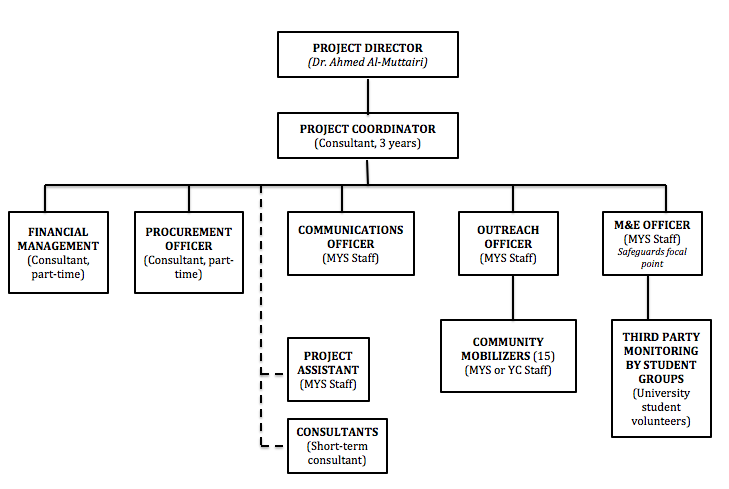 PROJECT DIRECTOR
(Dr. Ahmed Al-Muttairi)
PROJECT COORDINATOR
(Consultant, 3 years)
FINANCIAL
MANAGEMENT
(Consultant,
part-time)
PROCUREMENT
OFFICER
(Consultant, part-
time)
COMMUNICATIONS
OFFICER
(MYS Staff)
OUTREACH
OFFICER
(MYS Staff)
M&E OFFICER
(MYS Staff)
Safeguards focal
point
PROJECT
ASSISTANT
(MYS Staff)
COMMUNITY
MOBILIZERS (15)
(MYS or YC Staff)
THIRD PARTY
MONITORING
BY STUDENT
GROUPS
(University
student
volunteers)
CONSULTANTS
(Short-term
consultant)